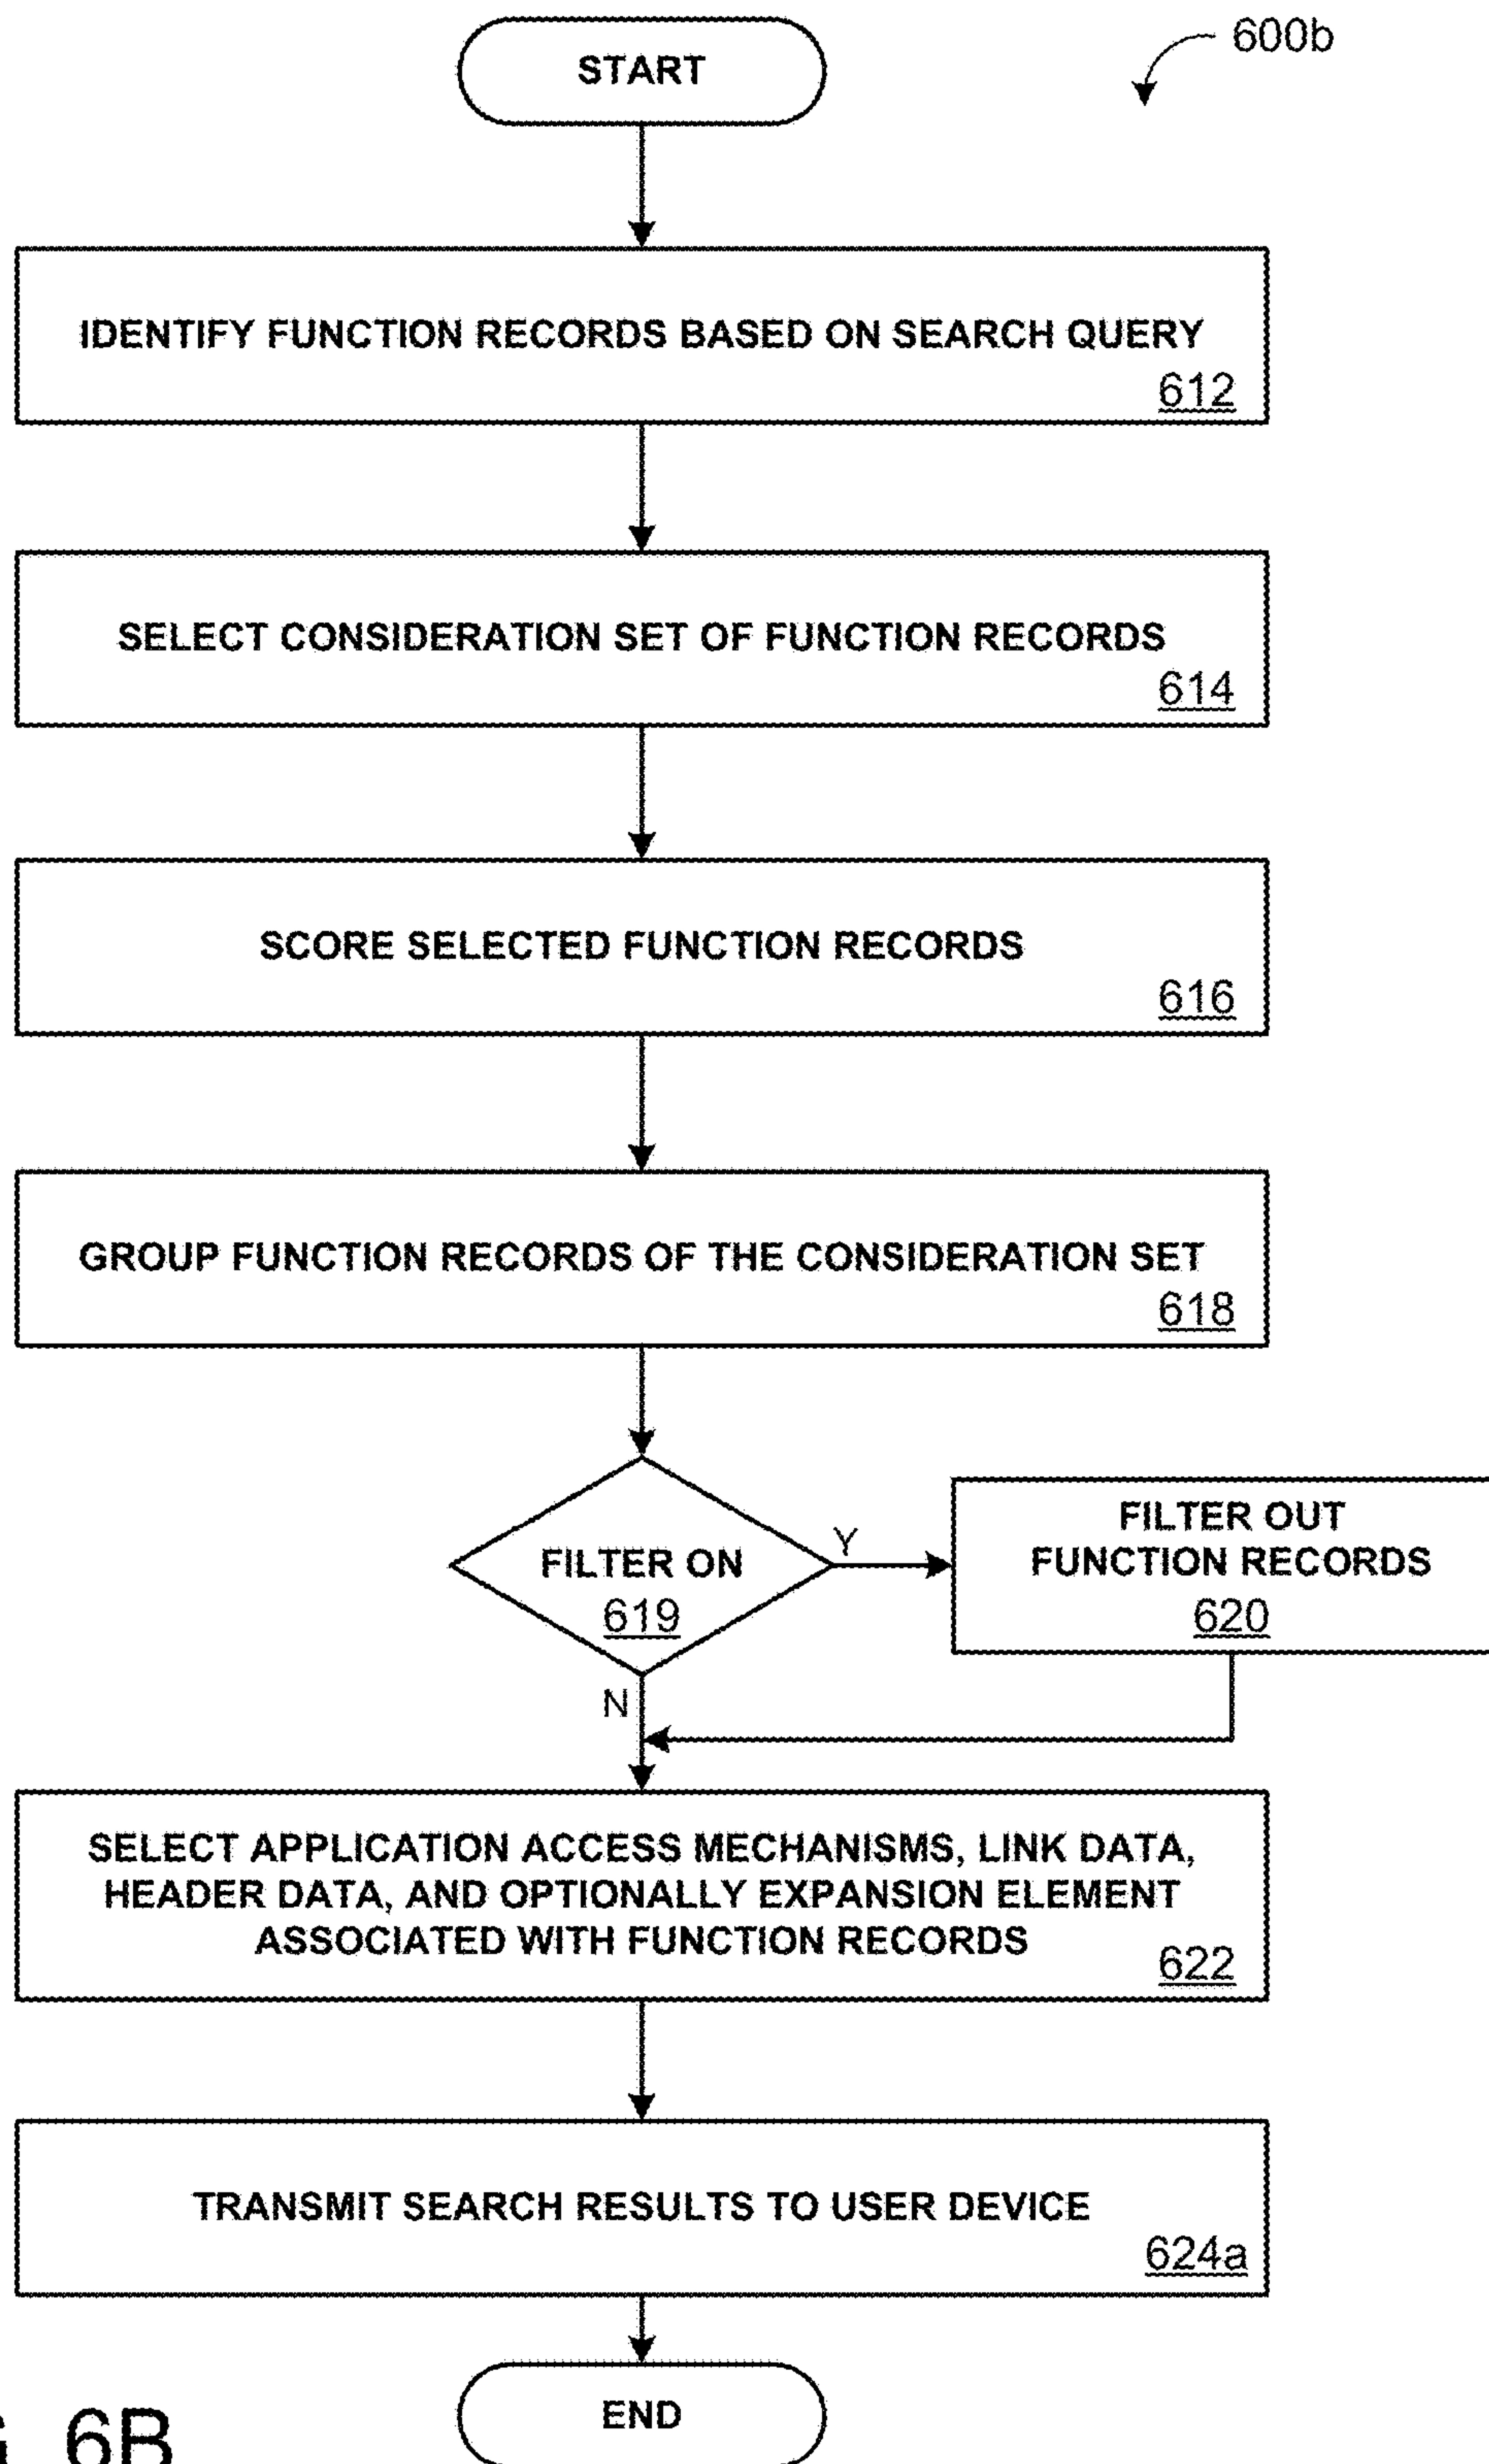 START
600b
IDENTIFY FUNCTION RECORDS BASED ON SEARCH QUERY
612
SELECT CONSIDERATION SET OF FUNCTION RECORDS
614
SCORE SELECTED FUNCTION RECORDS
616
GROUP FUNCTION RECORDS OF THE CONSIDERATION SET
618
FILTER ON
619
Y
FILTER OUT
FUNCTION RECORDS
620
N
SELECT APPLICATION ACCESS MECHANISMS, LINK DATA,
HEADER DATA, AND OPTIONALLY EXPANSION ELEMENT
ASSOCIATED WITH FUNCTION RECORDS
622
TRANSMIT SEARCH RESULTS TO USER DEVICE
624a
END
6B